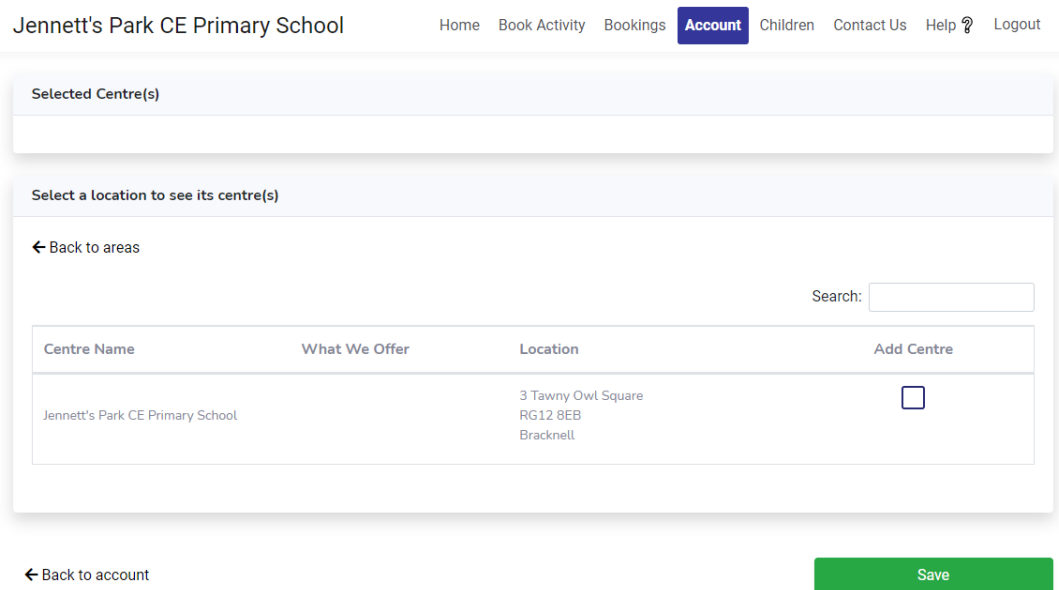 Jennett's Park CE Primary School
Home Book Activity Bookings Account Children Contact Us Help Logout
Selected Centre(s)
Select a location to see its centre(s)
Back to areas
Search:
Centre Name What We Offer Location Add Centre
Jennett's Park CE Primary School
3 Tawny Owl Square
RG12 8EB
Bracknell
Back to account
Save